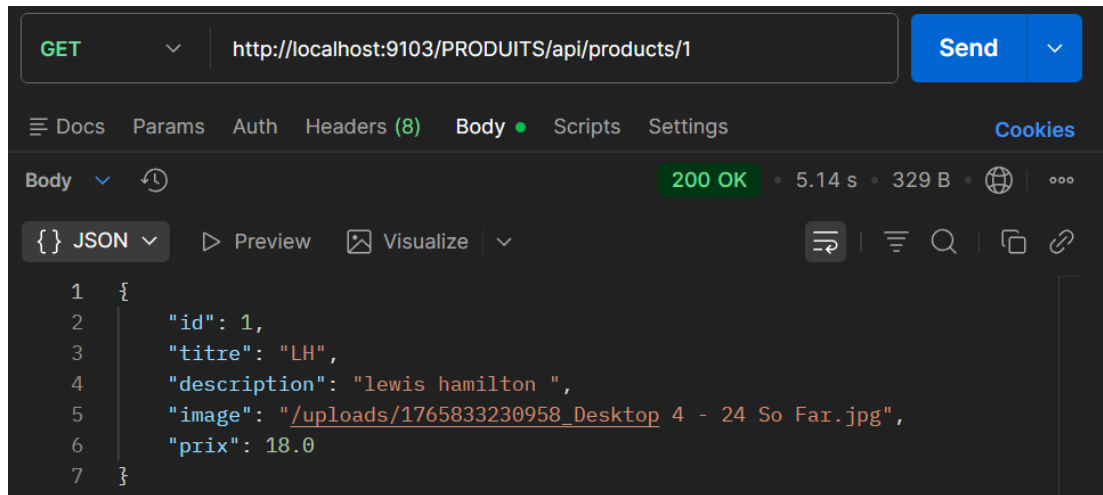 GET http://localhost:9103/PRODUITS/api/products/1 Send
Docs Params Auth Headers (8) Body Scripts Settings Cookies
Body 200 OK • 5.14 s • 329 B •
{} JSON Preview Visualize
1 {
2 "id": 1,
3 "titre": "LH",
4 "description": "lewis hamilton ",
5 "image": "/uploads/1765833230958_Desktop 4 - 24 So Far.jpg",
6 "prix": 18.0
7 }